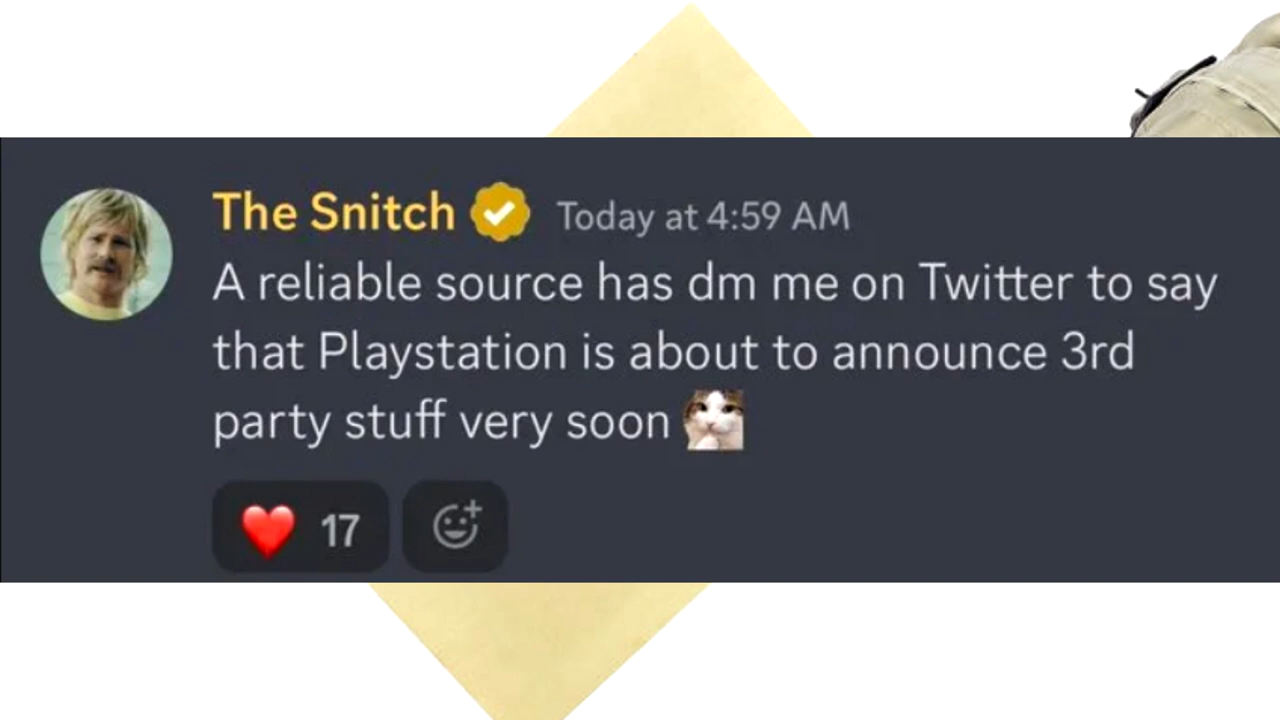 The Snitch Today at 4:59 AM
A reliable source has dm me on Twitter to say
that Playstation is about to announce 3rd
party stuff very soon
17